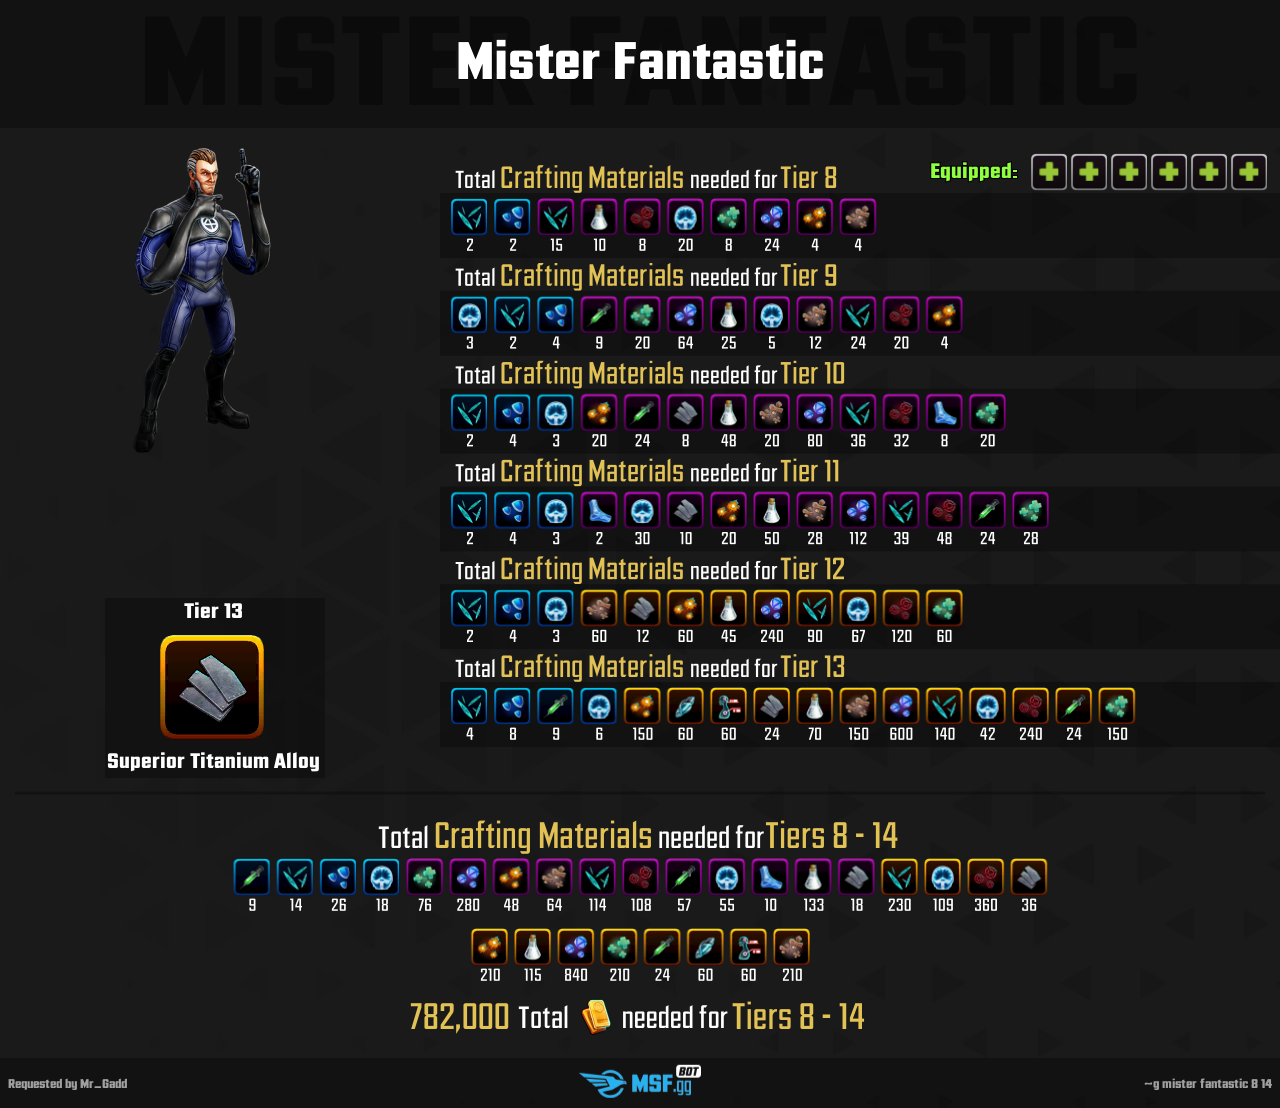 MISTER FANTASTIC
Mister Fantastic
Equipped:
Total Crafting Materials needed for Tier 8
2 2 15 10 8 20 8 24 4 4
Total Crafting Materials needed for Tier 9
3 2 4 9 20 64 25 5 12 24 20 4
Total Crafting Materials needed for Tier 10
2 4 3 20 24 8 48 20 80 36 32 8 20
Total Crafting Materials needed for Tier 11
2 4 3 2 30 10 20 50 28 112 39 48 24 28
Total Crafting Materials needed for Tier 12
2 4 3 60 12 60 45 240 90 67 120 60
Total Crafting Materials needed for Tier 13
4 8 9 6 150 60 60 24 70 150 600 140 42 240 24 150
Tier 13
Superior Titanium Alloy
Total Crafting Materials needed for Tiers 8 - 14
9 14 26 18 76 280 48 64 114 108 57 55 10 133 18 230 109 360 36
210 115 840 210 24 60 60 210
782,000 Total needed for Tiers 8 - 14
Requested by Mr_Gadd
MSF.gg BOT
~g mister fantastic 8 14